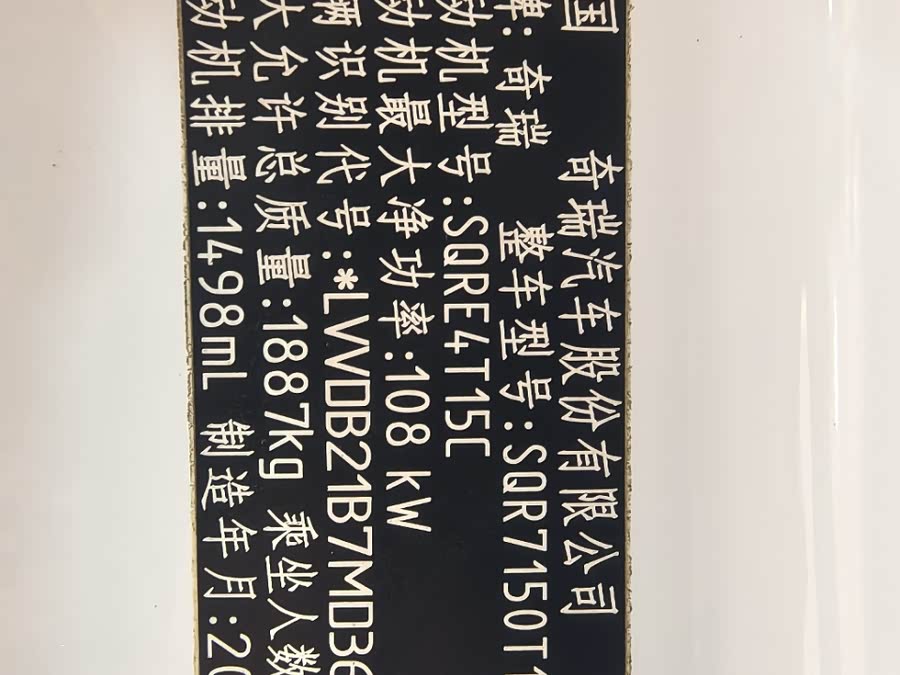 国 奇瑞汽车股份有限公司
牌: 奇瑞 整车型号:SQR7150T1
动机型号:SQRE4T15C
动机最大净功率:108 kW
辆识别代号:*LVVDB21B7MD36
大允许总质量:1887kg 乘坐人数
动机排量:1498mL 制造年月:20